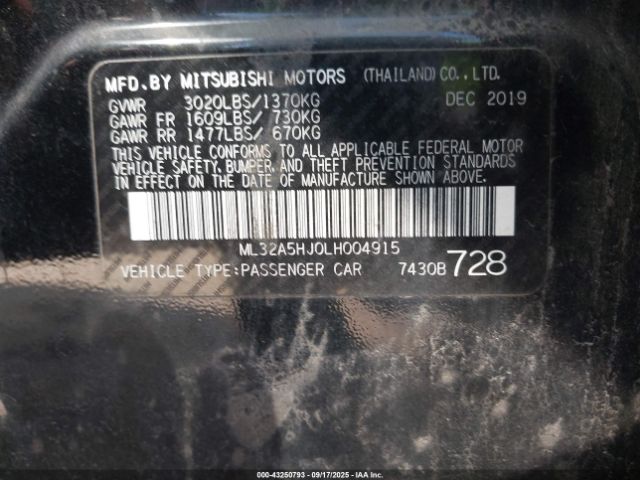 MFD.BY MITSUBISHI MOTORS (THAILAND) CO., LTD.
GVWR 3020LBS/1370KG DEC 2019
GAWR FR 1609LBS/ 730KG
GAWR RR 1477LBS/ 670KG
THIS VEHICLE CONFORMS TO ALL APPLICABLE FEDERAL MOTOR
VEHICLE SAFETY, BUMPER, AND THEFT PREVENTION STANDARDS
IN EFFECT ON THE DATE OF MANUFACTURE SHOWN ABOVE.
ML32A5HJ0LH004915
VEHICLE TYPE:PASSENGER CAR 7430B 728
000-43250793 - 09/17/2025 - IAA Inc.